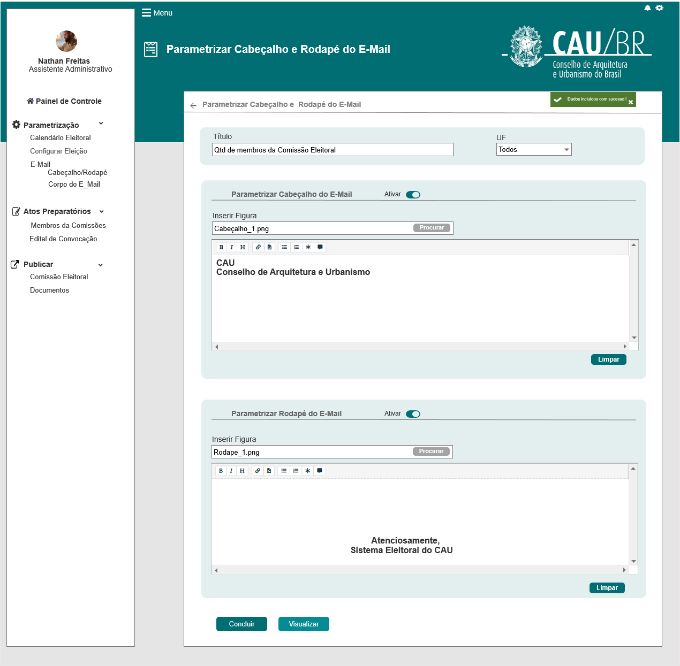 Menu
Parametrizar Cabeçalho e Rodapé do E-Mail
CAU/BR
Conselho de Arquitetura
e Urbanismo do Brasil
Nathan Freitas
Assistente Administrativo
Painel de Controle
Parametrização
Calendário Eleitoral
Configurar Eleição
E-Mail
Cabeçalho/Rodapé
Corpo do E_Mail
Atos Preparatórios
Membros da Comissões
Edital de Convocação
Publicar
Comissão Eleitoral
Documentos
Parametrizar Cabeçalho e Rodapé do E-Mail
Dados incluídos com sucesso!
Título
UF
Qtd de membros da Comissão Eleitoral
Todos
Parametrizar Cabeçalho do E-Mail
Ativar
Inserir Figura
Cabeçalho_1.png
Procurar
B I H
CAU
Conselho de Arquitetura e Urbanismo
Limpar
Parametrizar Rodapé do E-Mail
Ativar
Inserir Figura
Rodape_1.png
Procurar
B I H
Atenciosamente,
Sistema Eleitoral do CAU
Limpar
Concluir
Visualizar